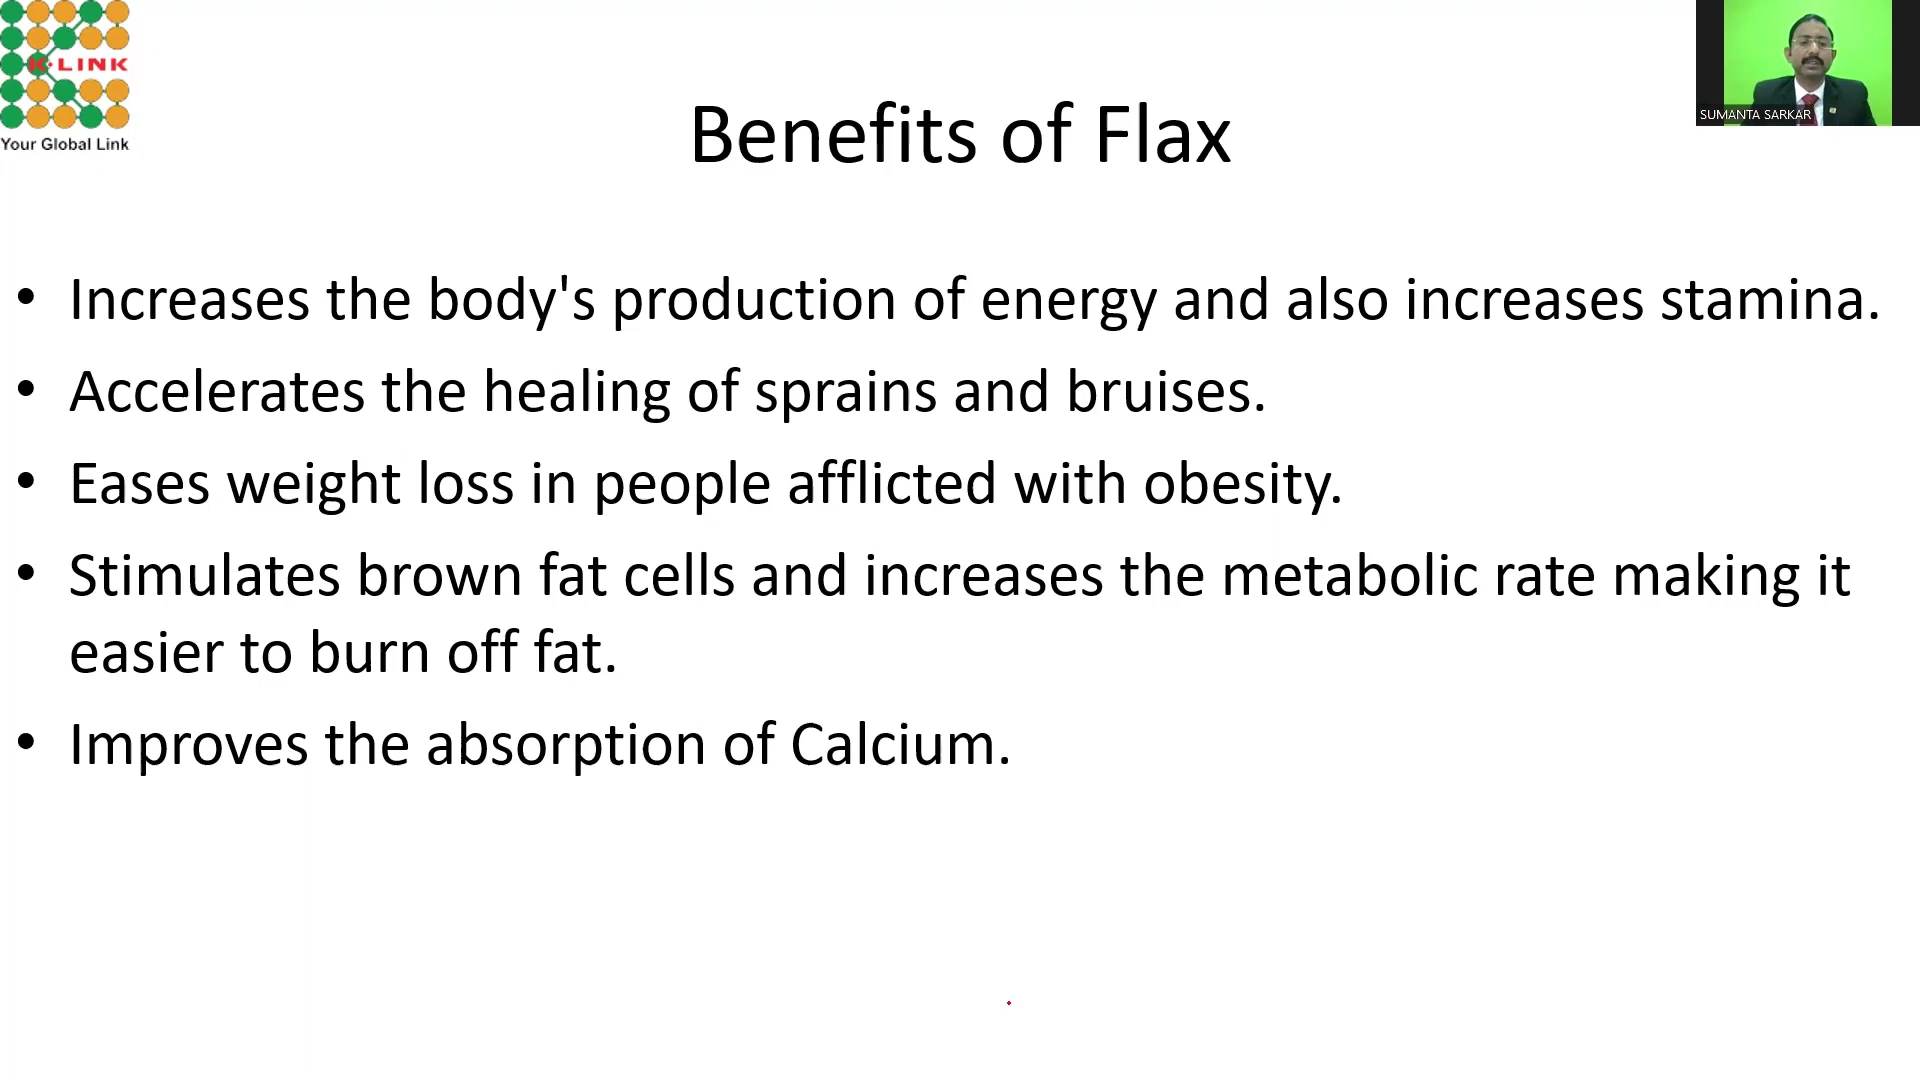 K-LINK
Your Global Link
SUMANTA SARKAR
Benefits of Flax
• Increases the body's production of energy and also increases stamina.
• Accelerates the healing of sprains and bruises.
• Eases weight loss in people afflicted with obesity.
• Stimulates brown fat cells and increases the metabolic rate making it
easier to burn off fat.
• Improves the absorption of Calcium.